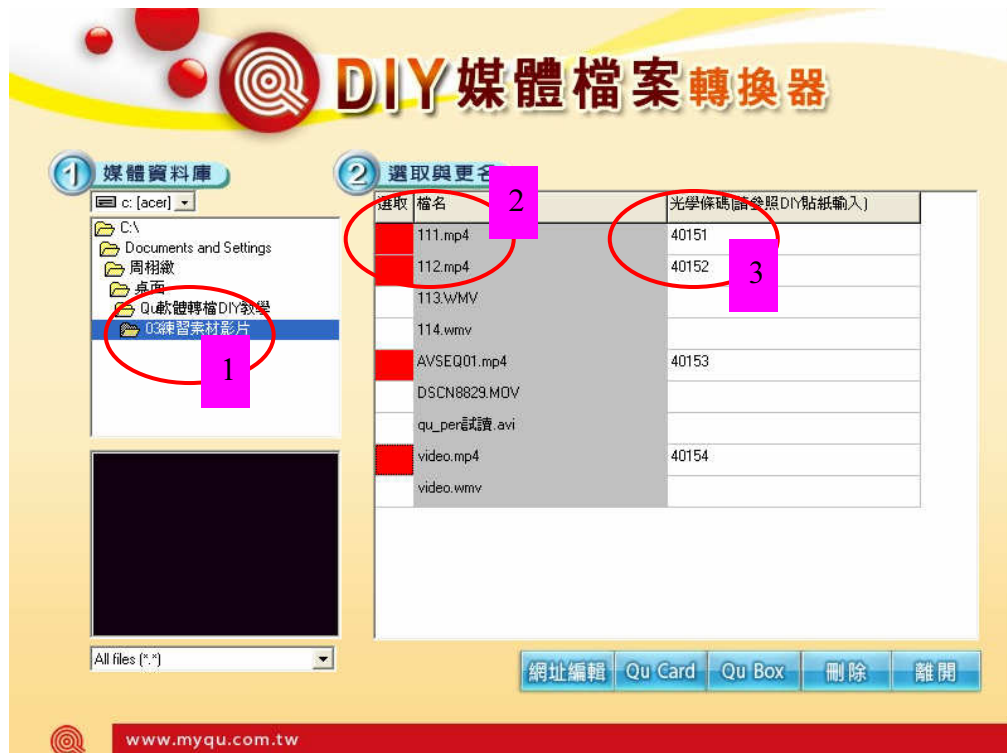 DIY媒體檔案轉換器
1 媒體資料庫
2 選取與更名
c: [acer]
C:\
Documents and Settings
周栩緻
桌面
Qu軟體轉檔DIY教學
03練習素材影片
1
選取 檔名 光學條碼(請參照DIY貼紙輸入)
2
111.mp4 40151
112.mp4 40152
3
113.WMV
114.wmv
AVSEQ01.mp4 40153
DSCN8829.MOV
qu_per試讀.avi
video.mp4 40154
video.wmv
All files (*.*)
網址編輯 Qu Card Qu Box 刪除 離開
www.myqu.com.tw